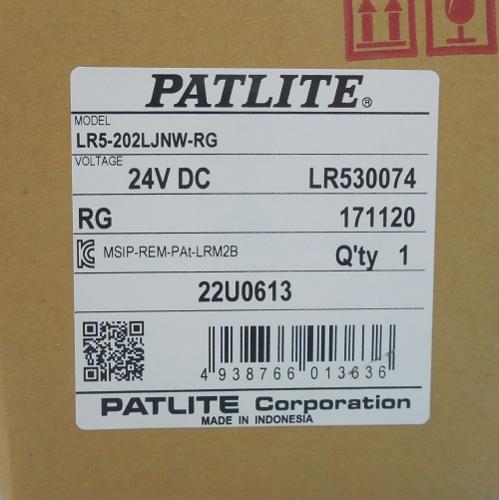 PATLITE®
MODEL
LR5-202LJNW-RG
VOLTAGE
24V DC LR530074
RG 171120
MSIP-REM-PAt-LRM2B Q'ty 1
22U0613
4 938766 013636
PATLITE Corporation
MADE IN INDONESIA